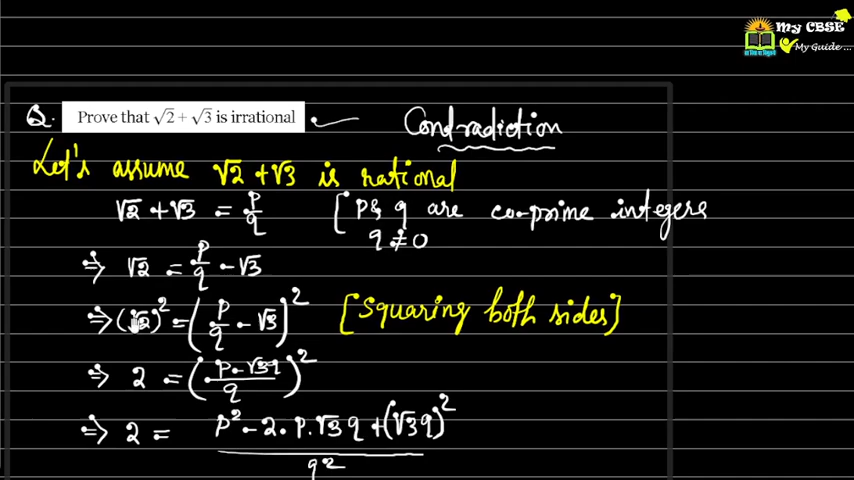 My CBSE
My Guide ...
Q. Prove that √2 + √3 is irrational
Contradiction
Let's assume √2 + √3 is rational
√2 + √3 = p/q [p & q are co-prime integers
q ≠ 0
⇒ √2 = p/q - √3
⇒ (√2)² = (p/q - √3)² [Squaring both sides]
⇒ 2 = (p - √3q / q)²
⇒ 2 = p² - 2·p·√3q + (√3q)² / q²